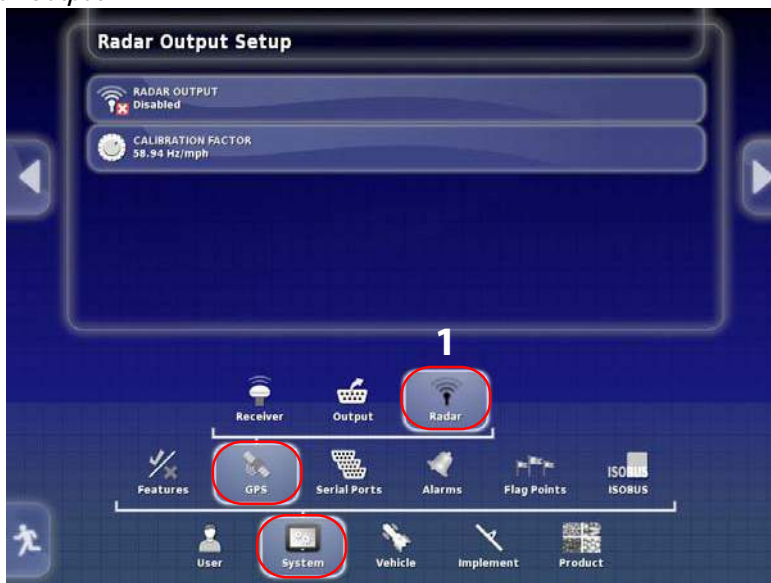 Radar Output Setup
RADAR OUTPUT
Disabled
CALIBRATION FACTOR
58.94 Hz/mph
1
Receiver
Output
Radar
Features
GPS
Serial Ports
Alarms
Flag Points
ISOBUS
ISOBUS
User
System
Vehicle
Implement
Product